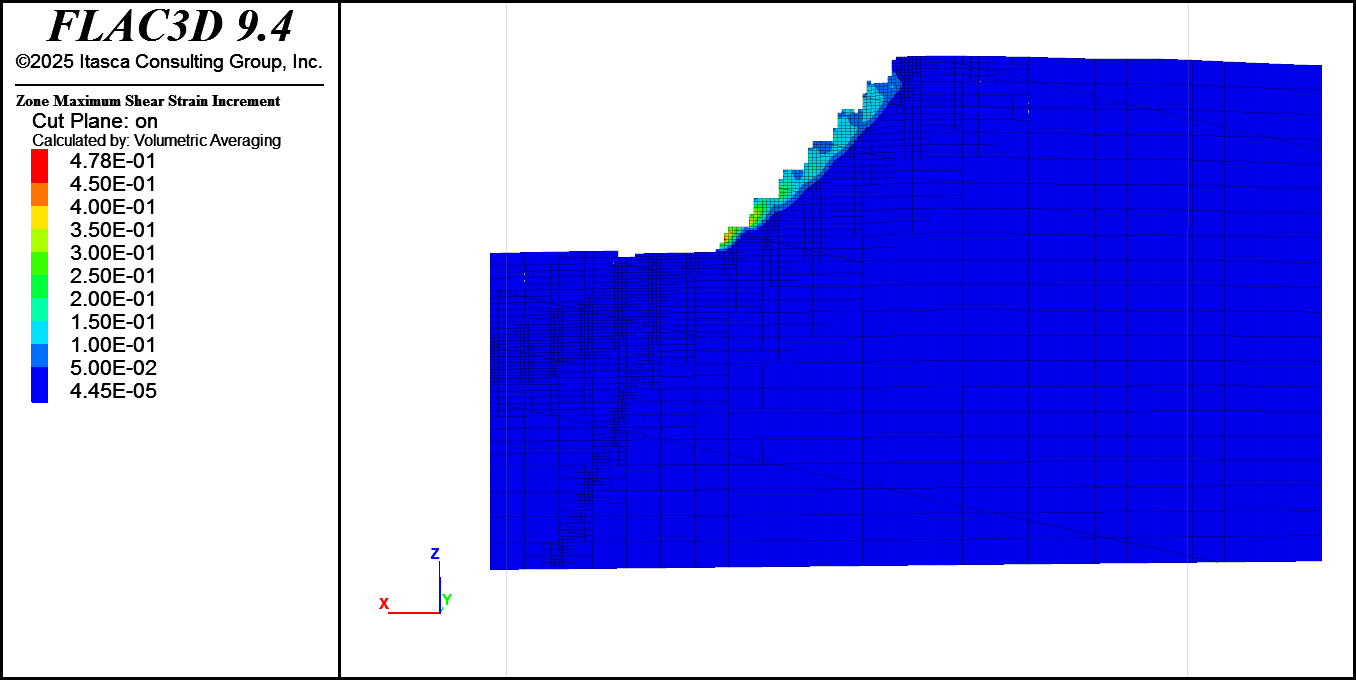 FLAC3D 9.4
©2025 Itasca Consulting Group, Inc.
Zone Maximum Shear Strain Increment
Cut Plane: on
Calculated by: Volumetric Averaging
4.78E-01
4.50E-01
4.00E-01
3.50E-01
3.00E-01
2.50E-01
2.00E-01
1.50E-01
1.00E-01
5.00E-02
4.45E-05
Z
X
Y